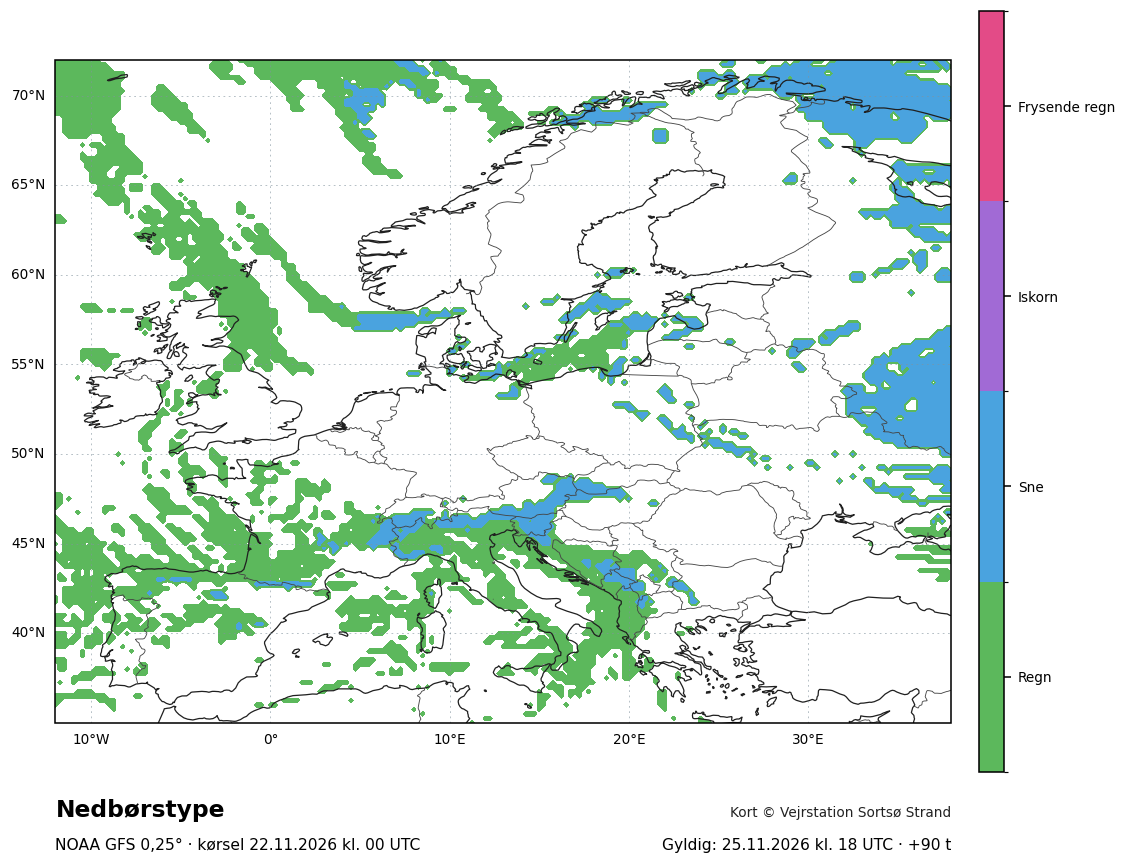 70°N
65°N
60°N
55°N
50°N
45°N
40°N
10°W
0°
10°E
20°E
30°E
Frysende regn
Iskorn
Sne
Regn
Nedbørstype
Kort © Vejrstation Sortsø Strand
NOAA GFS 0,25° · kørsel 22.11.2026 kl. 00 UTC
Gyldig: 25.11.2026 kl. 18 UTC · +90 t